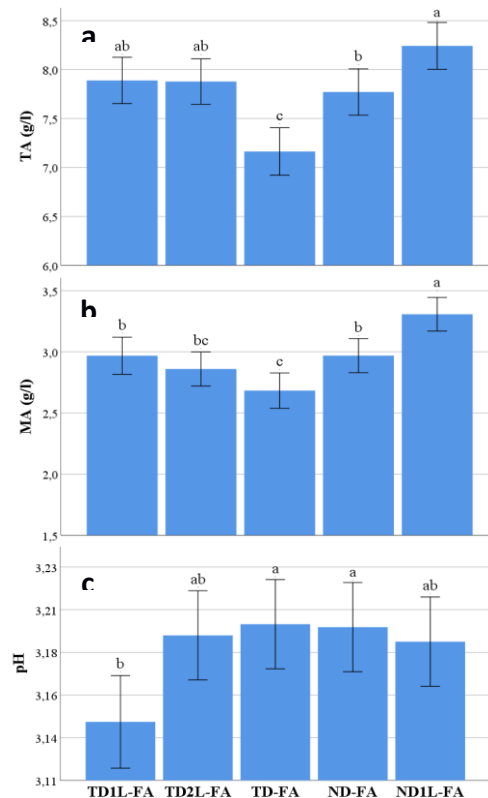 a
8,5
8,0
7,5
7,0
6,5
6,0
TA (g/l)
ab ab c b a
b
3,5
3,0
2,5
2,0
1,5
MA (g/l)
b bc c b a
c
3,23
3,21
3,18
3,16
3,14
3,11
pH
b ab a a ab
TD1L-FA TD2L-FA TD-FA ND-FA ND1L-FA